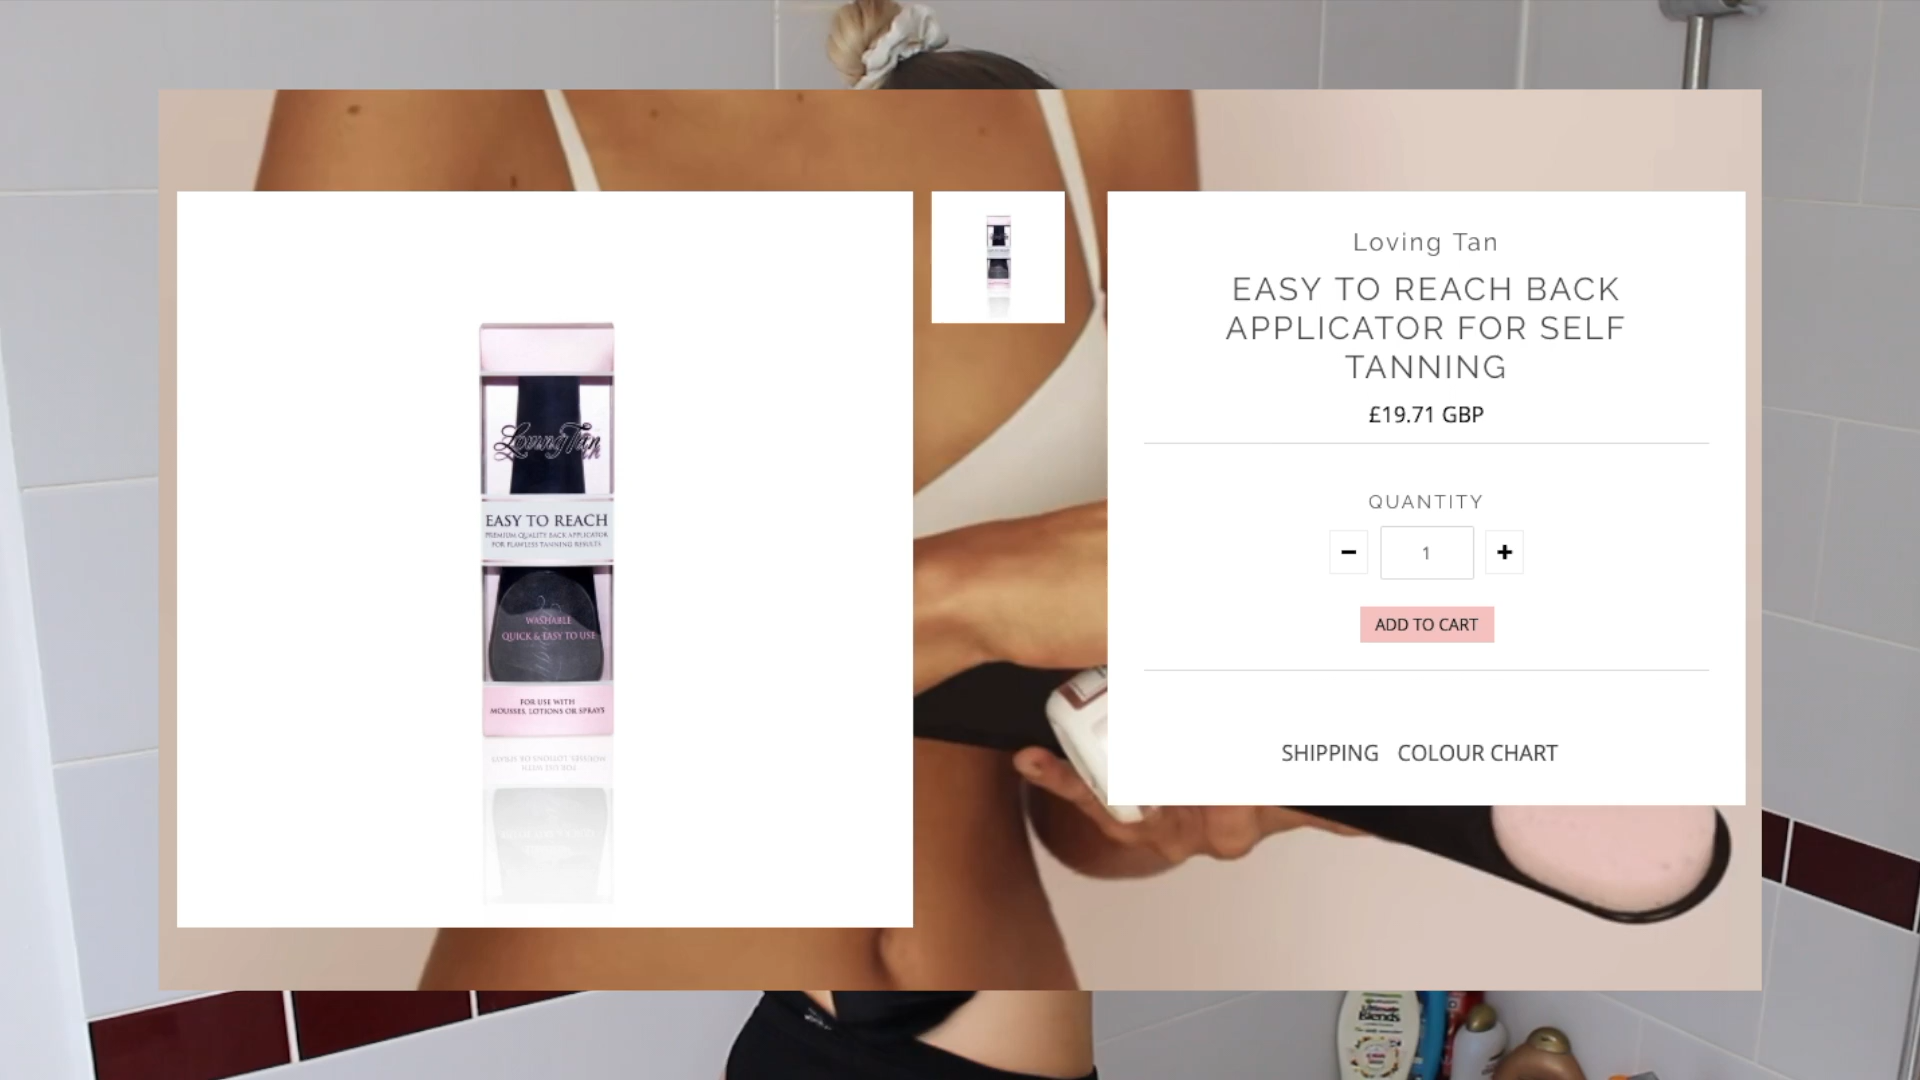 Loving Tan
EASY TO REACH
PREMIUM QUALITY BACK APPLICATOR
FOR FLAWLESS TANNING RESULTS
WASHABLE
QUICK & EASY TO USE
FOR USE WITH
MOUSSES, LOTIONS OR SPRAYS
Loving Tan
EASY TO REACH BACK
APPLICATOR FOR SELF
TANNING
£19.71 GBP
QUANTITY
1
ADD TO CART
SHIPPING COLOUR CHART
Ultimate
Blends